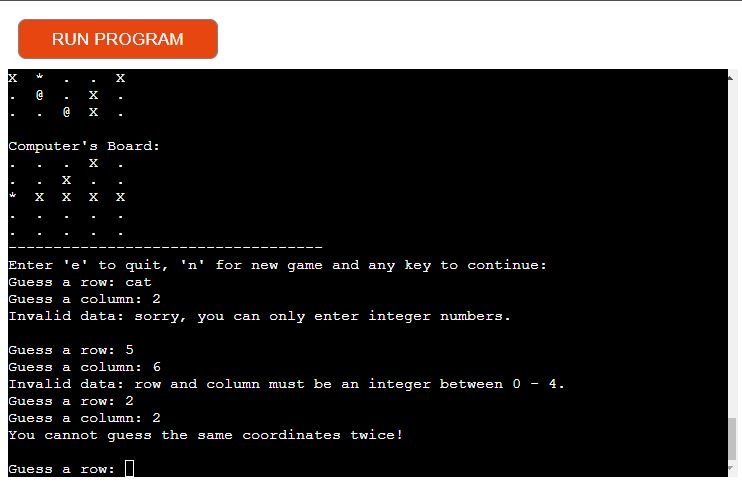 RUN PROGRAM
X * . . X
. @ . X .
. . @ X .
Computer's Board:
. . . X .
. . X . .
* X X X X
. . . . .
. . . . .
-----------------------------------
Enter 'e' to quit, 'n' for new game and any key to continue:
Guess a row: cat
Guess a column: 2
Invalid data: sorry, you can only enter integer numbers.
Guess a row: 5
Guess a column: 6
Invalid data: row and column must be an integer between 0 - 4.
Guess a row: 2
Guess a column: 2
You cannot guess the same coordinates twice!
Guess a row: